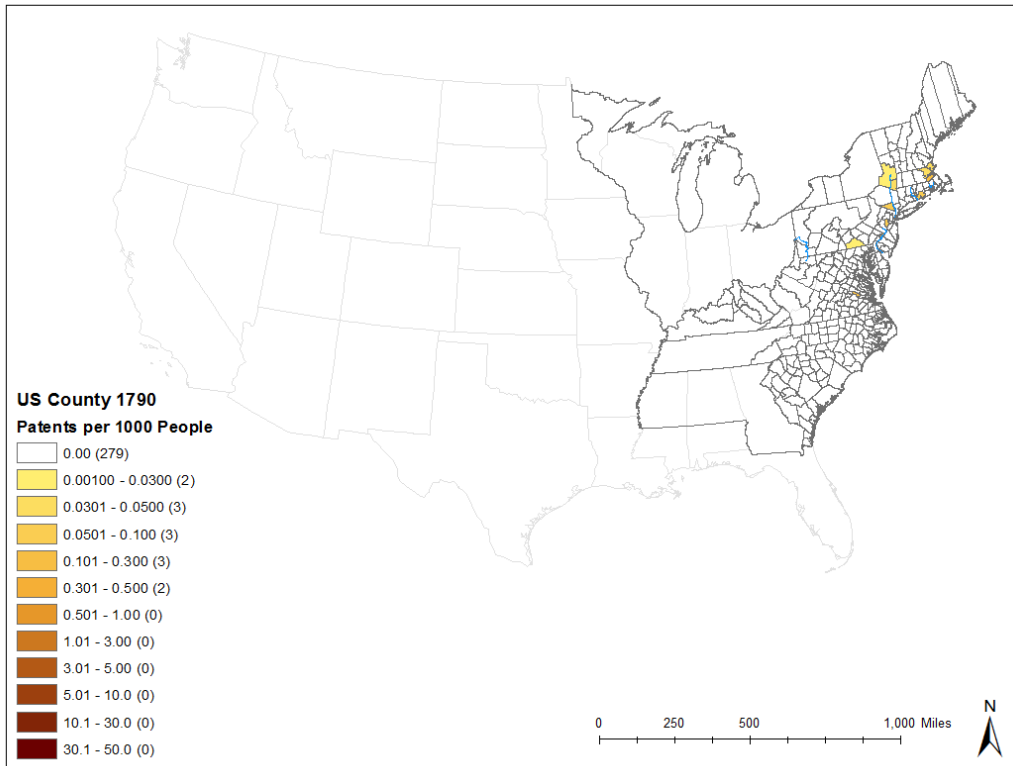 US County 1790
Patents per 1000 People
0.00 (279)
0.00100 - 0.0300 (2)
0.0301 - 0.0500 (3)
0.0501 - 0.100 (3)
0.101 - 0.300 (3)
0.301 - 0.500 (2)
0.501 - 1.00 (0)
1.01 - 3.00 (0)
3.01 - 5.00 (0)
5.01 - 10.0 (0)
10.1 - 30.0 (0)
30.1 - 50.0 (0)
0 250 500 1,000 Miles
N